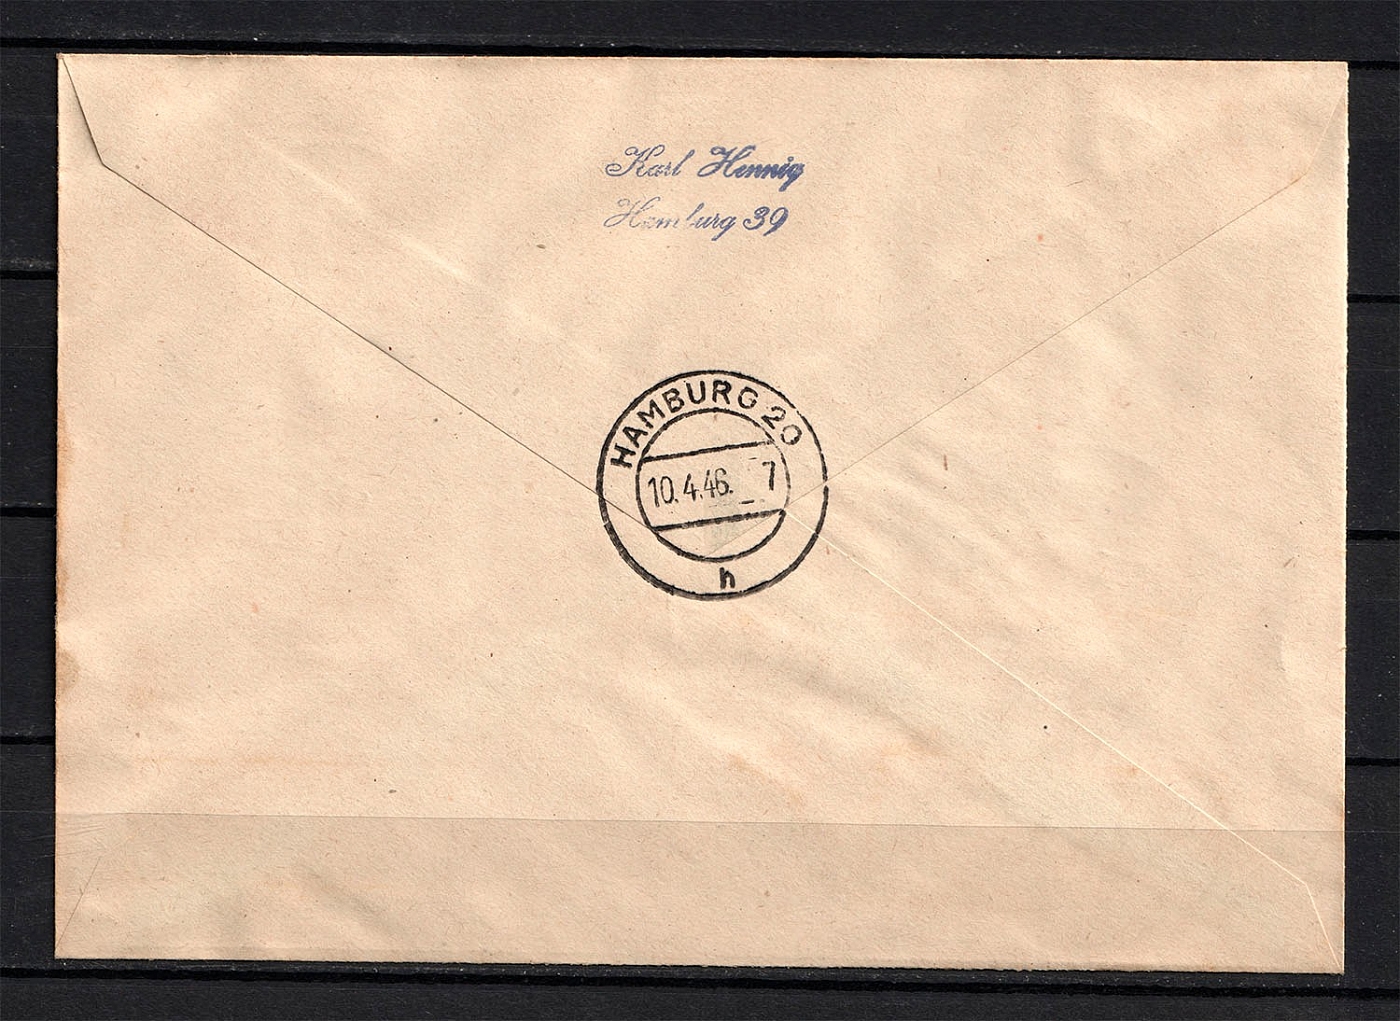 Karl Hennig
Hamburg 39
HAMBURG 20
10.4.46. 7
h